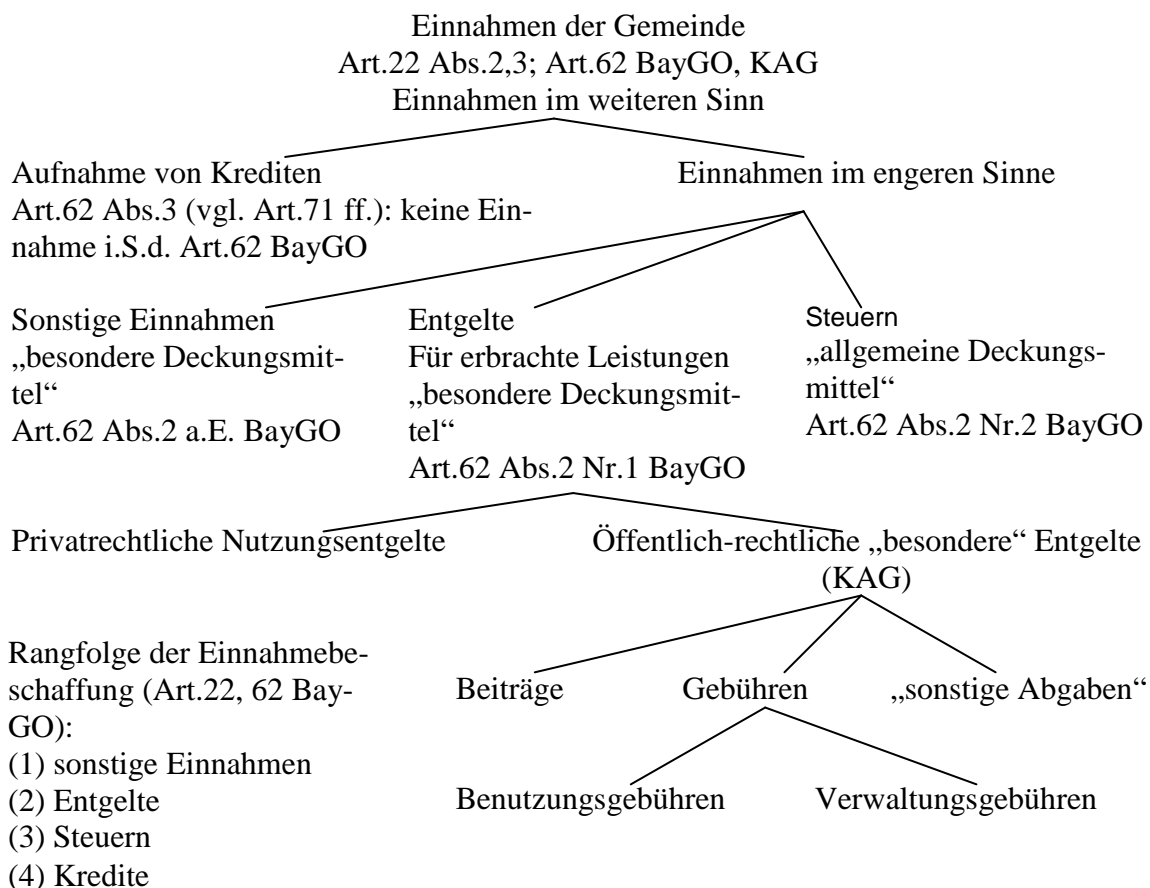 Einnahmen der Gemeinde
Art.22 Abs.2,3; Art.62 BayGO, KAG
Einnahmen im weiteren Sinn
Aufnahme von Krediten
Art.62 Abs.3 (vgl. Art.71 ff.): keine Ein-
nahme i.S.d. Art.62 BayGO
Einnahmen im engeren Sinne
Sonstige Einnahmen
„besondere Deckungsmit-
tel“
Art.62 Abs.2 a.E. BayGO
Entgelte
Für erbrachte Leistungen
„besondere Deckungsmit-
tel“
Art.62 Abs.2 Nr.1 BayGO
Steuern
„allgemeine Deckungs-
mittel“
Art.62 Abs.2 Nr.2 BayGO
Privatrechtliche Nutzungsentgelte
Öffentlich-rechtliche „besondere“ Entgelte
(KAG)
Rangfolge der Einnahmebe-
schaffung (Art.22, 62 Bay-
GO):
(1) sonstige Einnahmen
(2) Entgelte
(3) Steuern
(4) Kredite
Beiträge
Gebühren
„sonstige Abgaben“
Benutzungsgebühren
Verwaltungsgebühren